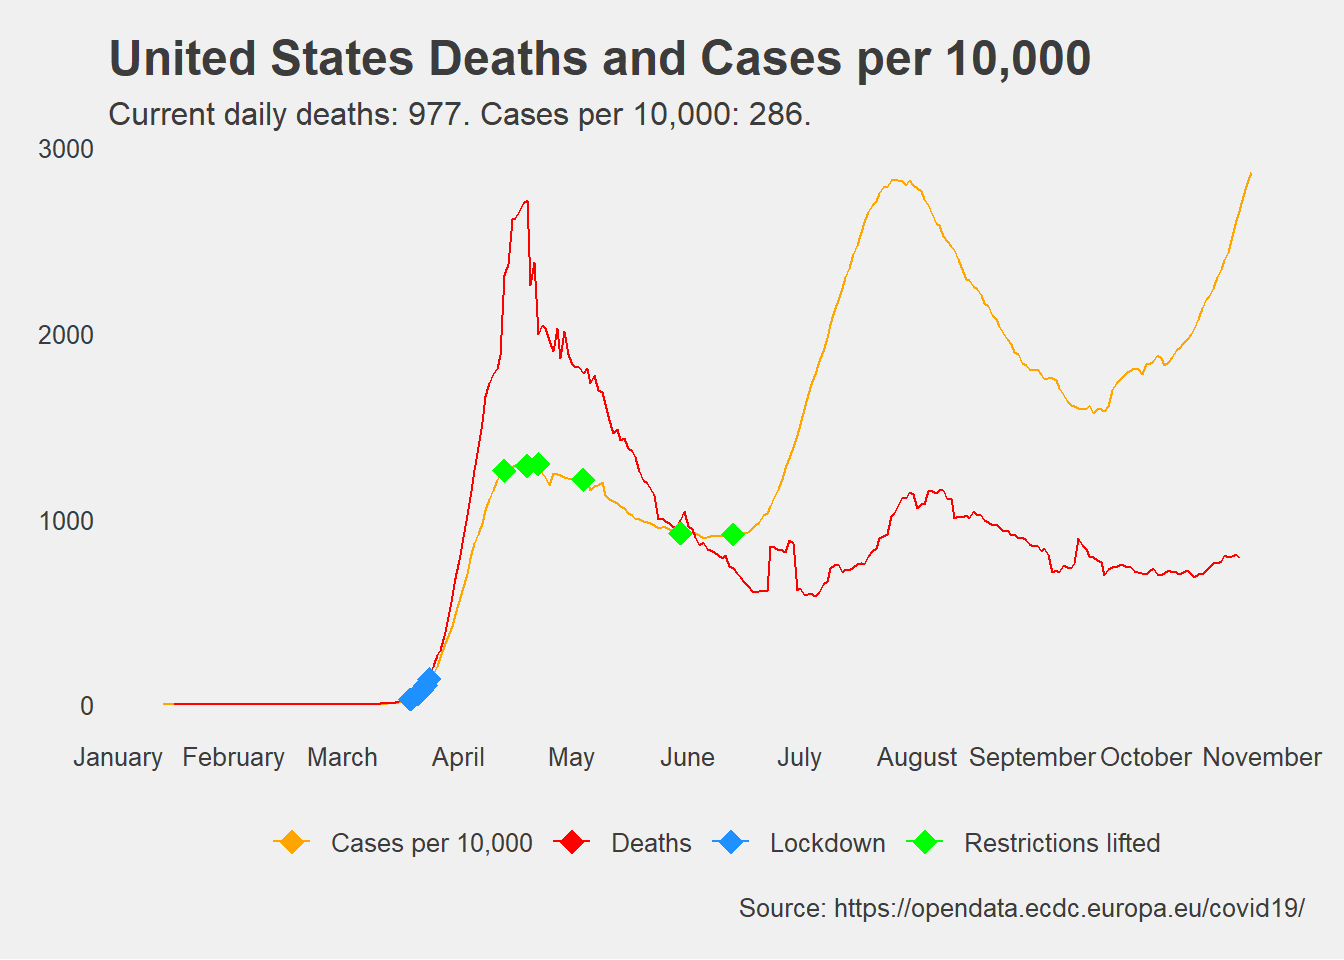 United States Deaths and Cases per 10,000
Current daily deaths: 977. Cases per 10,000: 286.
3000
2000
1000
0
January February March April May June July August September October November
Cases per 10,000 Deaths Lockdown Restrictions lifted
Source: https://opendata.ecdc.europa.eu/covid19/